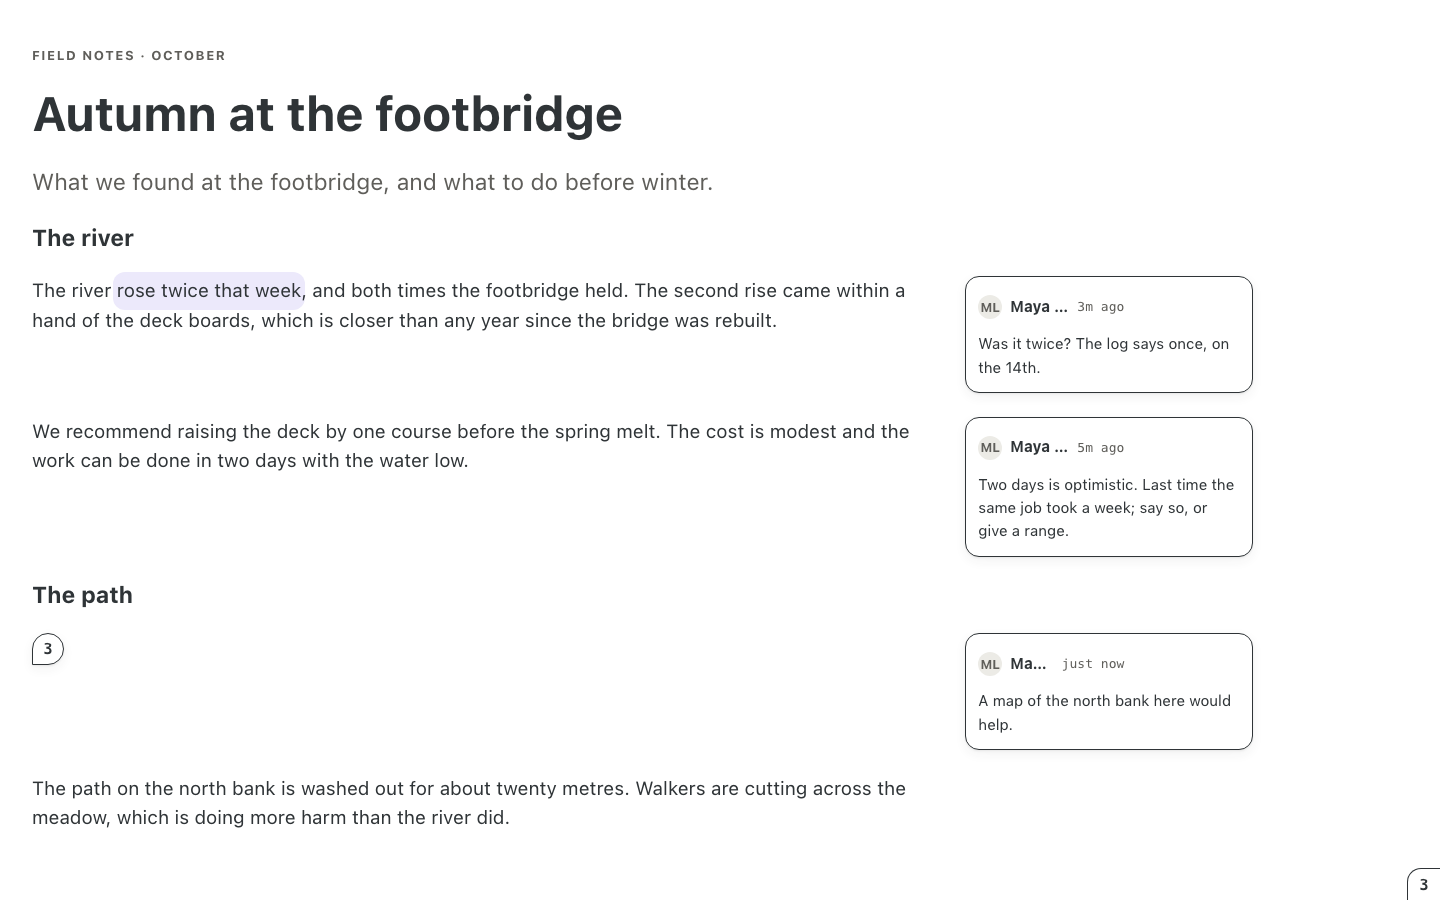 FIELD NOTES · OCTOBER
Autumn at the footbridge
What we found at the footbridge, and what to do before winter.
The river
The river rose twice that week, and both times the footbridge held. The second rise came within a
hand of the deck boards, which is closer than any year since the bridge was rebuilt.
ML Maya ... 3m ago
Was it twice? The log says once, on
the 14th.
We recommend raising the deck by one course before the spring melt. The cost is modest and the
work can be done in two days with the water low.
ML Maya ... 5m ago
Two days is optimistic. Last time the
same job took a week; say so, or
give a range.
The path
3
ML Ma... just now
A map of the north bank here would
help.
The path on the north bank is washed out for about twenty metres. Walkers are cutting across the
meadow, which is doing more harm than the river did.
3